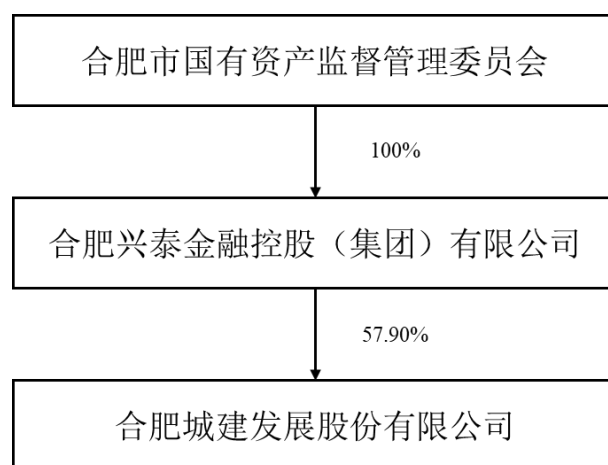 合肥市国有资产监督管理委员会
100%
合肥兴泰金融控股（集团）有限公司
57.90%
合肥城建发展股份有限公司